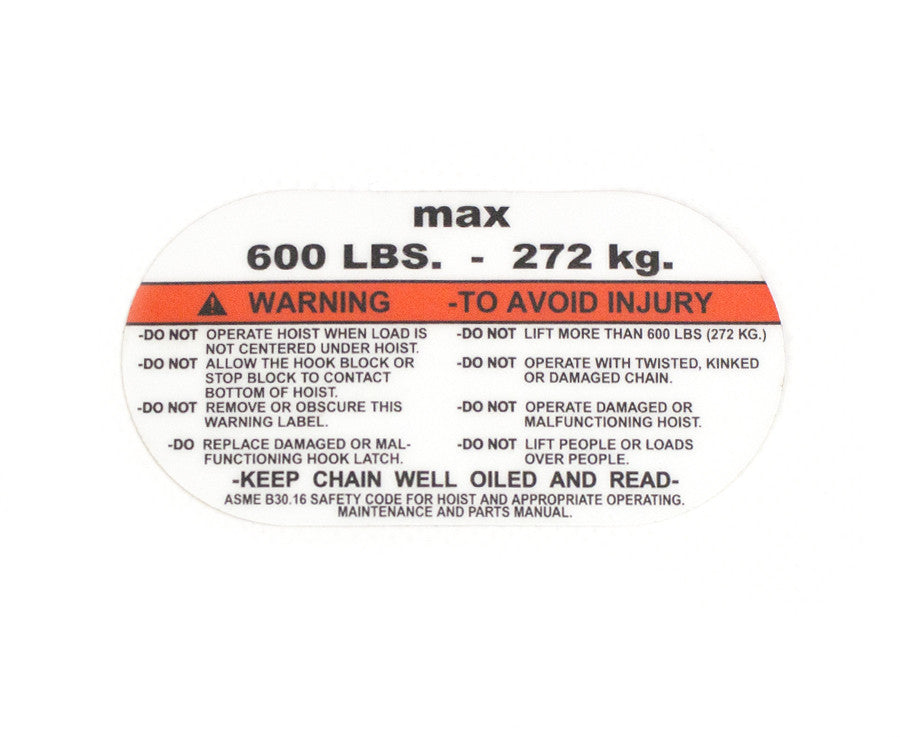 max
600 LBS. - 272 kg.
WARNING -TO AVOID INJURY
-DO NOT OPERATE HOIST WHEN LOAD IS
NOT CENTERED UNDER HOIST.
-DO NOT ALLOW THE HOOK BLOCK OR
STOP BLOCK TO CONTACT
BOTTOM OF HOIST.
-DO NOT REMOVE OR OBSCURE THIS
WARNING LABEL.
-DO REPLACE DAMAGED OR MAL-
FUNCTIONING HOOK LATCH.
-DO NOT LIFT MORE THAN 600 LBS (272 KG.)
-DO NOT OPERATE WITH TWISTED, KINKED
OR DAMAGED CHAIN.
-DO NOT OPERATE DAMAGED OR
MALFUNCTIONING HOIST.
-DO NOT LIFT PEOPLE OR LOADS
OVER PEOPLE.
-KEEP CHAIN WELL OILED AND READ-
ASME B30.16 SAFETY CODE FOR HOIST AND APPROPRIATE OPERATING.
MAINTENANCE AND PARTS MANUAL.